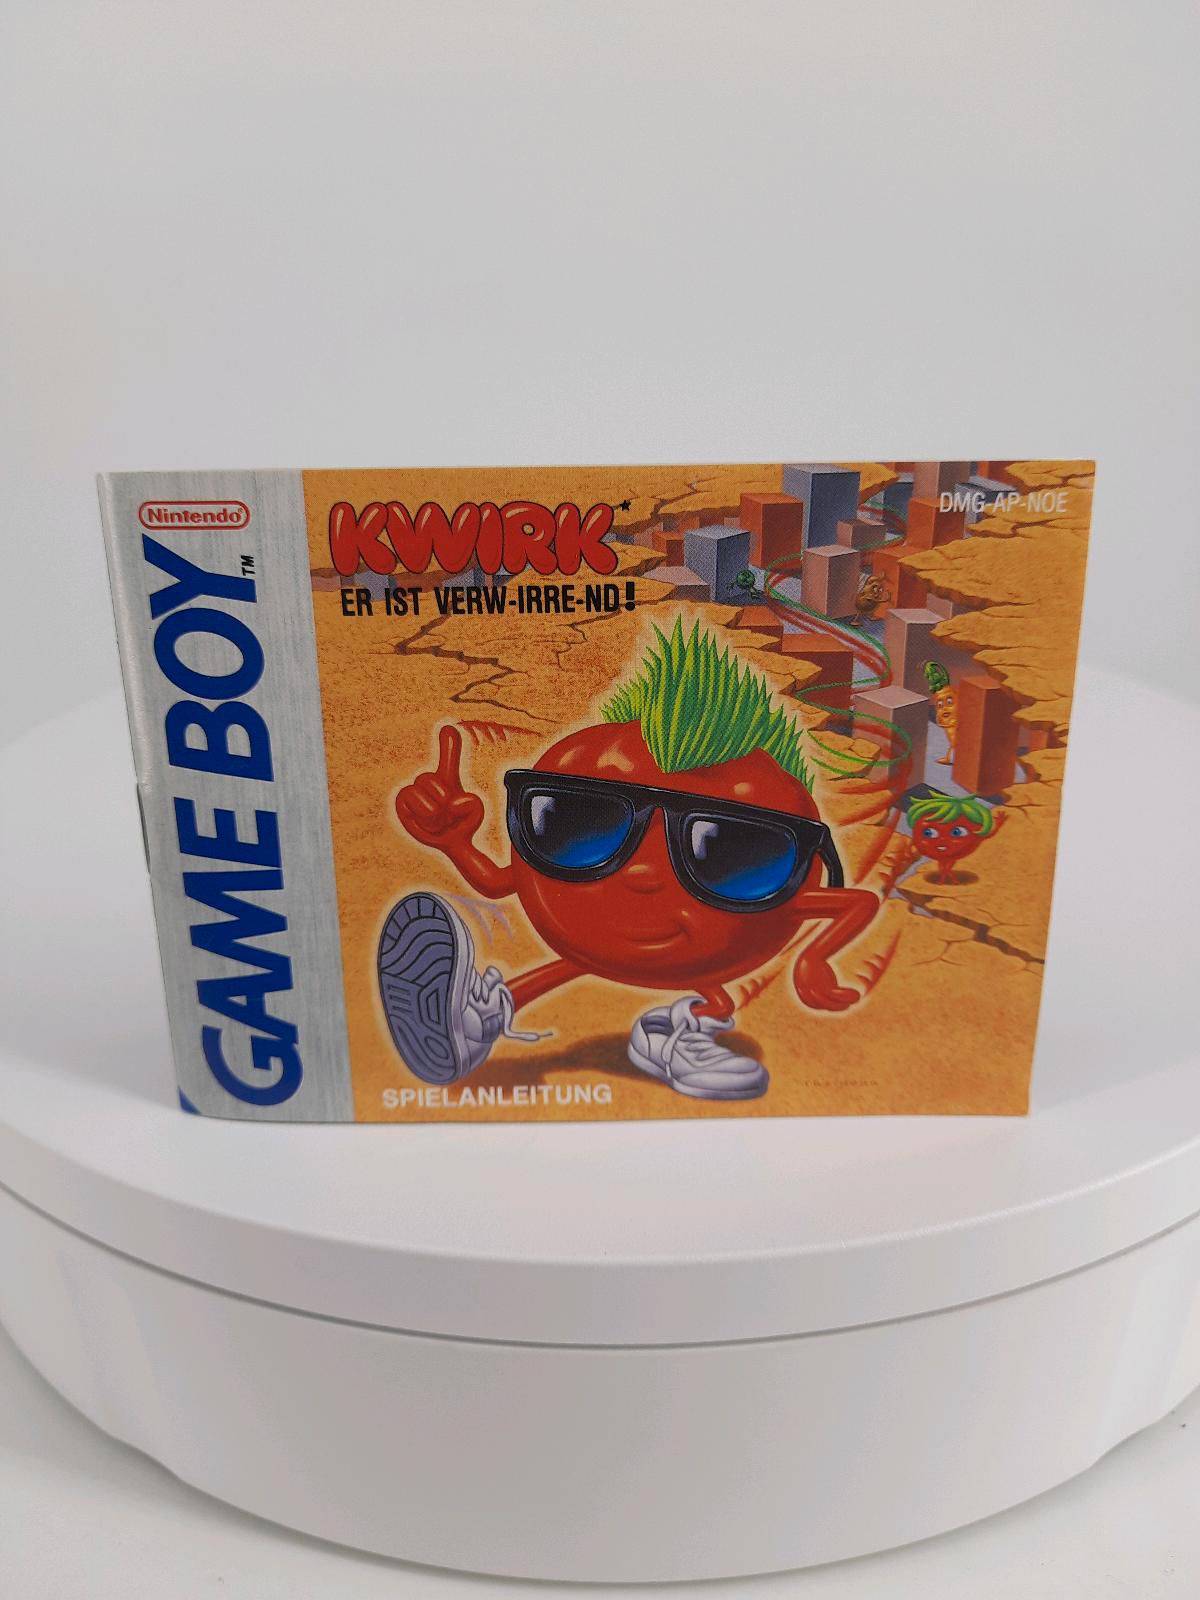 Nintendo®
GAME BOY™
KWIRK★
ER IST VERW-IRRE-ND!
DMG-AP-NOE
SPIELANLEITUNG